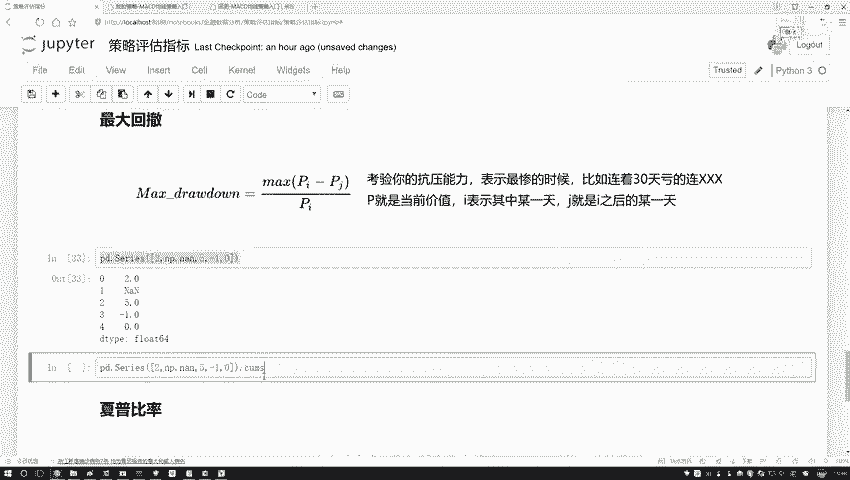 策略评估指标
jupyter 策略评估指标 Last Checkpoint: an hour ago (unsaved changes)
Logout
File Edit View Insert Cell Kernel Widgets Help
Trusted
Python 3
Code
最大回撤
Max_drawdown = max(P_i − P_j) / P_i
考验你的抗压能力，表示最惨的时候，比如连着30天亏的连XXX
P就是当前价值，i表示其中某一天，j就是i之后的某一天
In [33]: pd.Series([2,np.nan,5,-1,0])
Out[33]: 0 2.0
1 NaN
2 5.0
3 -1.0
4 0.0
dtype: float64
In [ ]: pd.Series([2,np.nan,5,-1,0]).cums
夏普比率